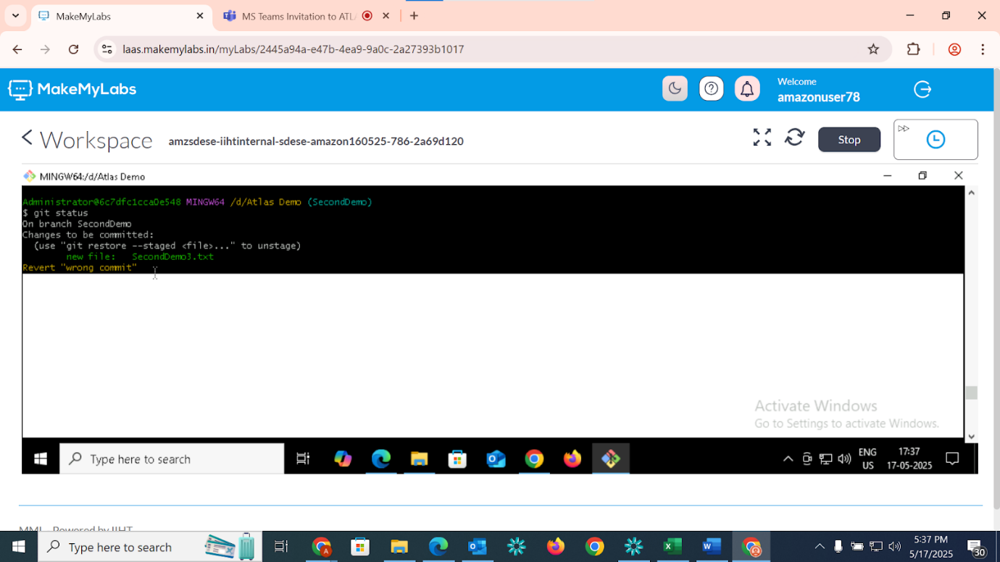 MakeMyLabs
MS Teams Invitation to ATL
laas.makemylabs.in/myLabs/2445a94a-e47b-4ea9-9a0c-2a27393b1017
MakeMyLabs
Welcome
amazonuser78
Workspace
amzsdese-iihtinternal-sdese-amazon160525-786-2a69d120
Stop
MINGW64:/d/Atlas Demo
Administrator@6c7dfc1cca0e548 MINGW64 /d/Atlas Demo (SecondDemo)
$ git status
On branch SecondDemo
Changes to be committed:
(use "git restore --staged <file>..." to unstage)
new file: SecondDemo3.txt
Revert "wrong commit"
Activate Windows
Go to Settings to activate Windows.
Type here to search
ENG
US
17:37
17-05-2025
MML Powered by IIHT
Type here to search
5:37 PM
5/17/2025
30